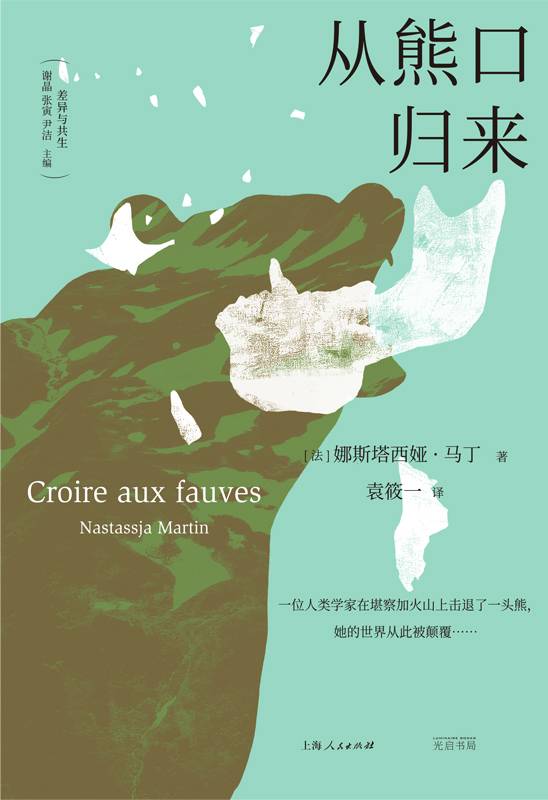 从熊口
归来
差异与共生
谢晶 张寅 尹洁 主编
[法] 娜斯塔西娅·马丁 著
袁筱一 译
Croire aux fauves
Nastassja Martin
一位人类学家在堪察加火山上击退了一头熊，
她的世界从此被颠覆……
上海人民出版社
光启书局